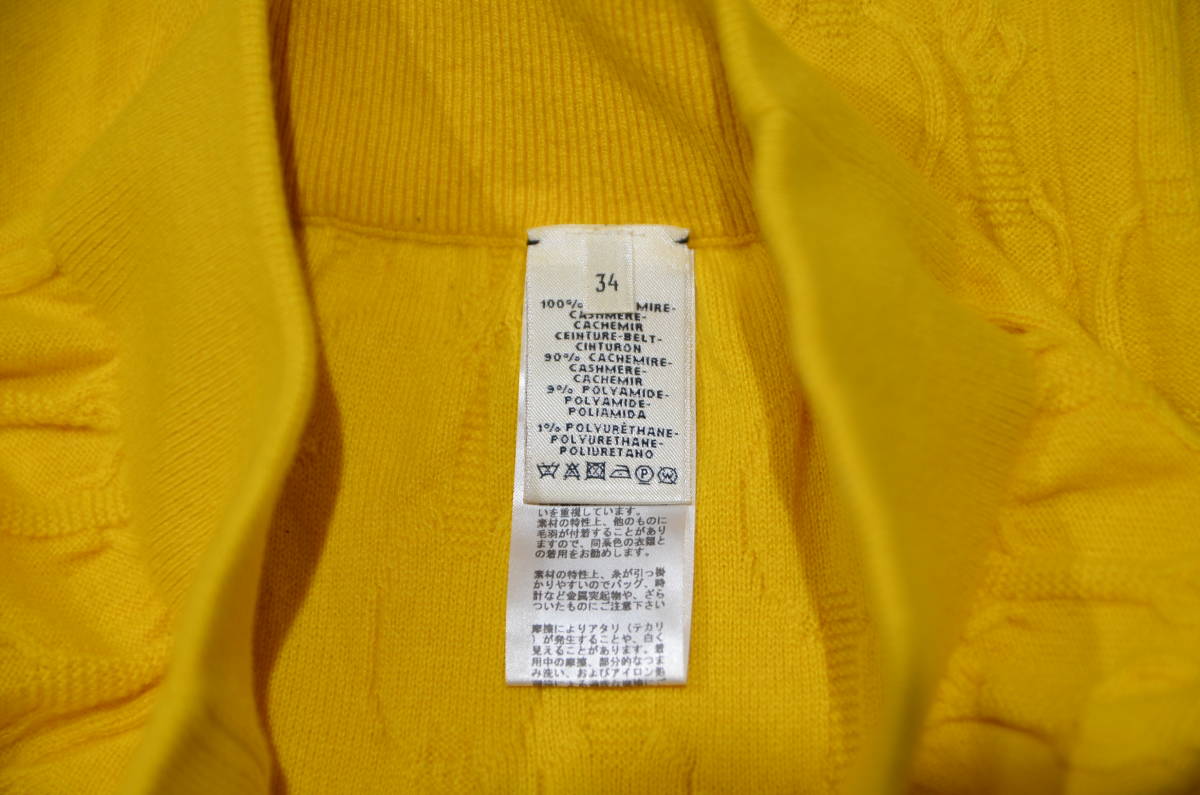 34
100% MIRE-
CASHMERE-
CACHEMIR
CEINTURE-BELT-
CINTURON
90% CACHEMIRE-
CASHMERE-
CACHEMIR
9% POLYAMIDE-
POLYAMIDE-
POLIAMIDA
1% POLYURÉTHANE-
POLYURETHANE-
POLIURETANO
P
W
いを重視しています。
素材の特性上、他のものに
毛羽が付着することがあり
ますので、同系色の衣類と
の着用をお勧めします。
素材の特性上、糸が引っ掛
かりやすいのでバッグ、時
計など金属突起物や、ざら
ついたものにご注意下さい
摩擦によりアタリ（テカリ
）が発生することや、白く
見えることがあります。着
用中の摩擦、部分的なつま
み洗い、およびアイロン処